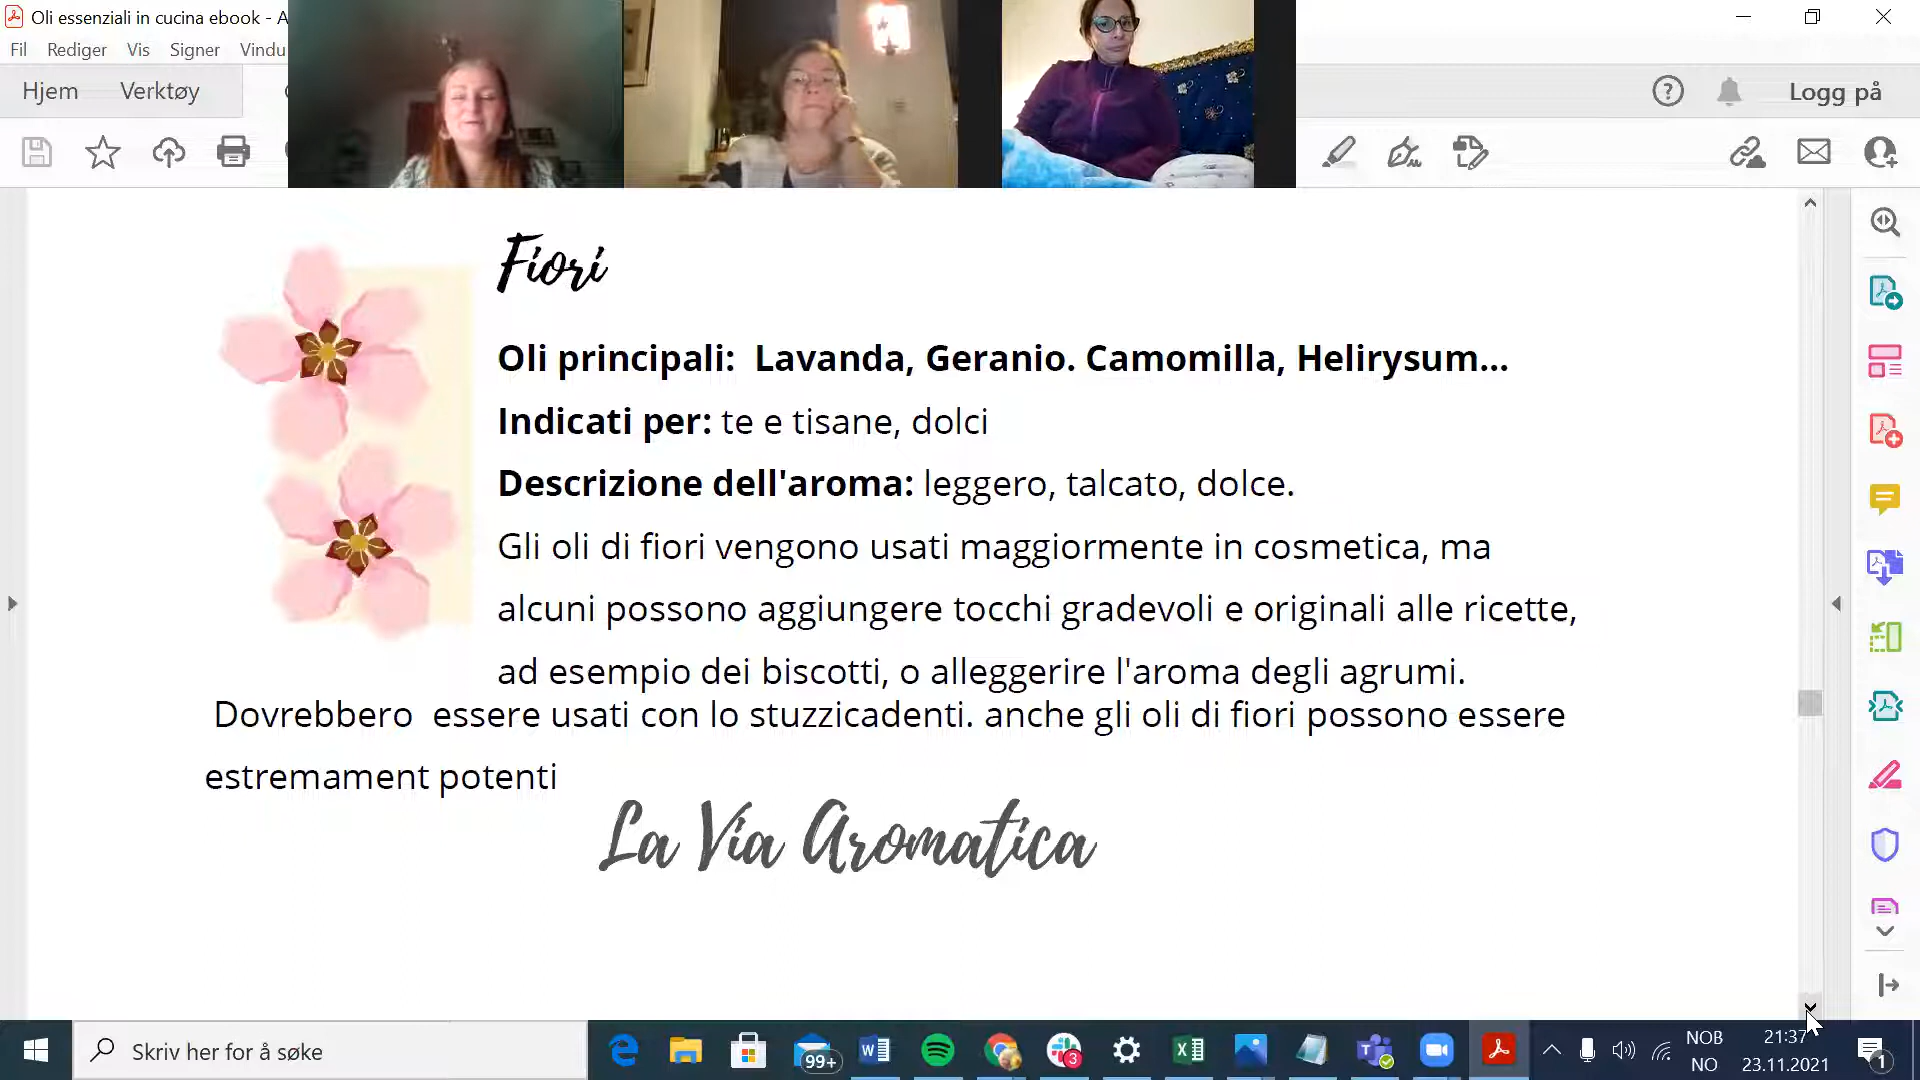 Oli essenziali in cucina ebook - A
Fil Rediger Vis Signer Vindu
Hjem Verktøy
Logg på
Fiori
Oli principali: Lavanda, Geranio. Camomilla, Helirysum...
Indicati per: te e tisane, dolci
Descrizione dell'aroma: leggero, talcato, dolce.
Gli oli di fiori vengono usati maggiormente in cosmetica, ma
alcuni possono aggiungere tocchi gradevoli e originali alle ricette,
ad esempio dei biscotti, o alleggerire l'aroma degli agrumi.
Dovrebbero essere usati con lo stuzzicadenti. anche gli oli di fiori possono essere
estremament potenti
La Via Aromatica
Skriv her for å søke
99+
3
NOB
NO
21:37
23.11.2021
1